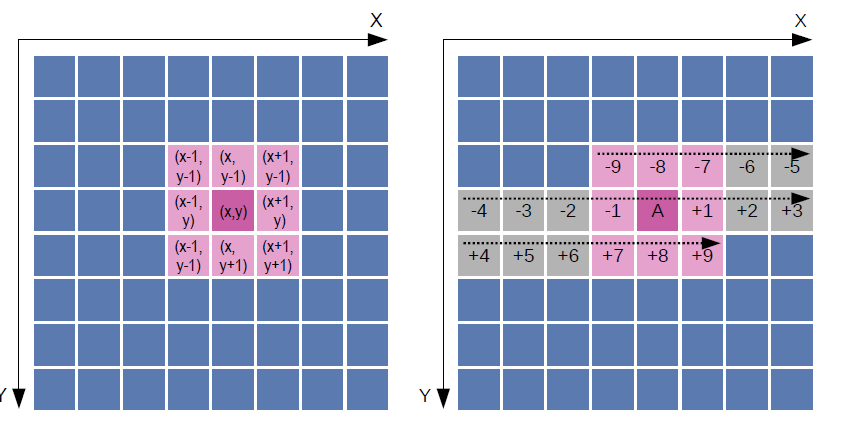 X
(x-1, (x, (x+1,
y-1) y-1) y-1)
(x-1, (x,y) (x+1,
y) y)
(x-1, (x, (x+1,
y-1) y+1) y+1)
Y
X
-9 -8 -7 -6 -5
-4 -3 -2 -1 A +1 +2 +3
+4 +5 +6 +7 +8 +9
Y